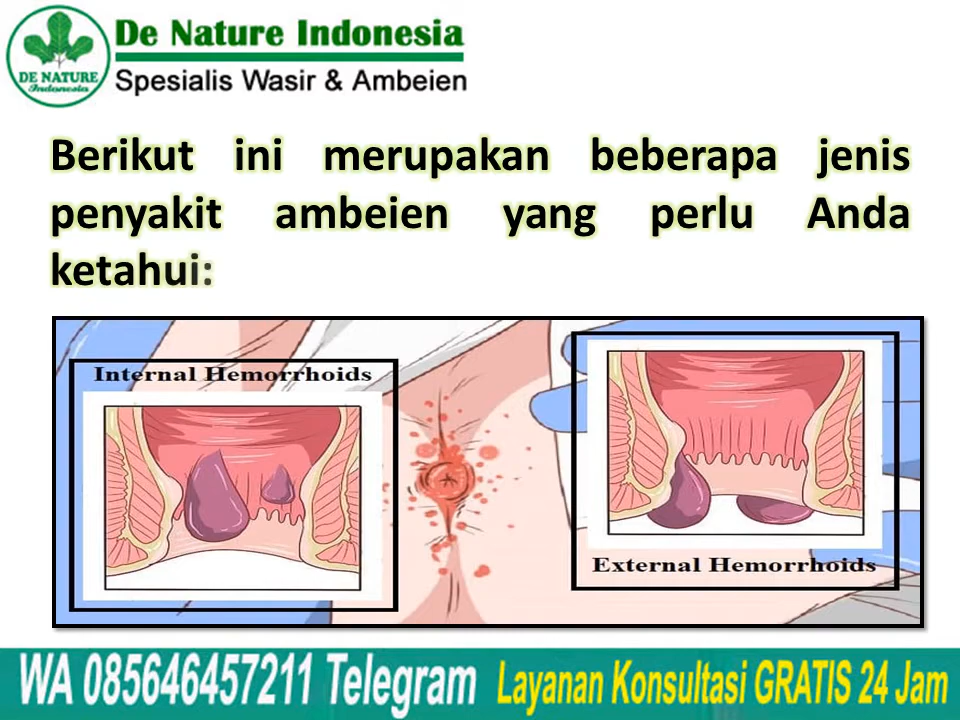 De Nature Indonesia
DE NATURE
Indonesia
Spesialis Wasir & Ambeien
Berikut ini merupakan beberapa jenis
penyakit ambeien yang perlu Anda
ketahui:
Internal Hemorrhoids
External Hemorrhoids
WA 085646457211 Telegram Layanan Konsultasi GRATIS 24 Jam